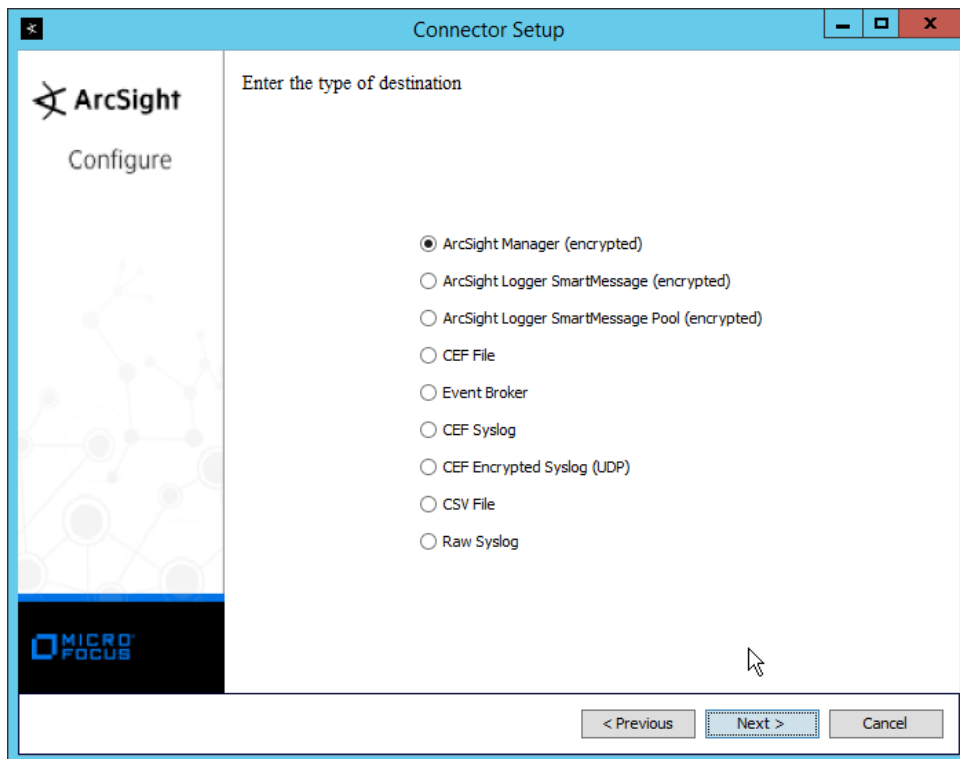 Connector Setup
X
ArcSight
Configure
Enter the type of destination
ArcSight Manager (encrypted)
ArcSight Logger SmartMessage (encrypted)
ArcSight Logger SmartMessage Pool (encrypted)
CEF File
Event Broker
CEF Syslog
CEF Encrypted Syslog (UDP)
CSV File
Raw Syslog
MICRO
FOCUS
< Previous
Next >
Cancel